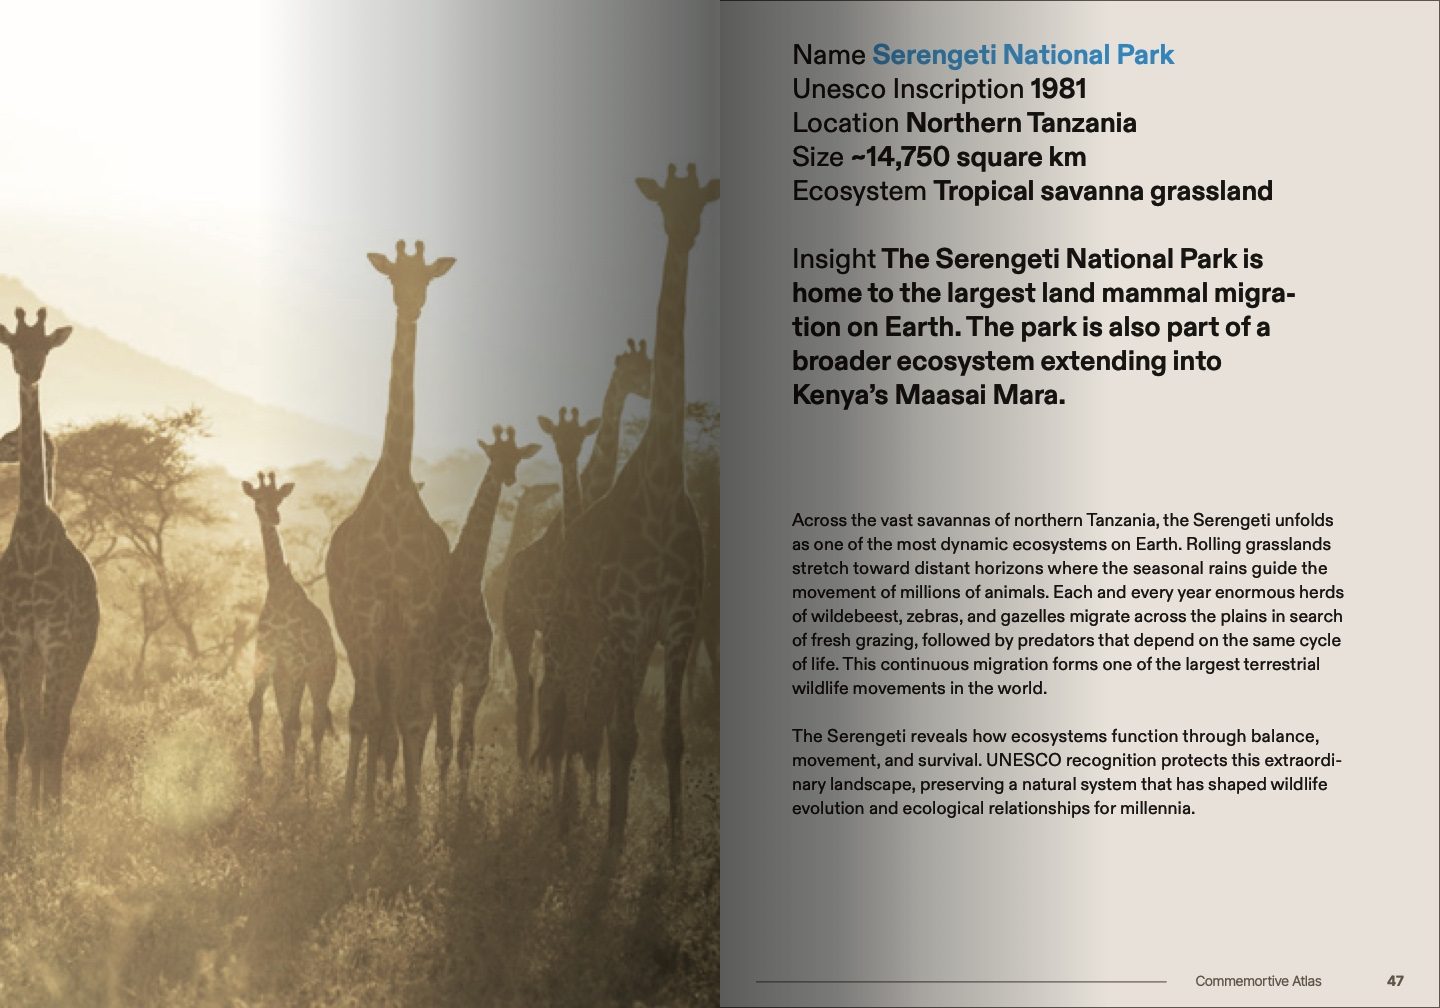 Name Serengeti National Park
Unesco Inscription 1981
Location Northern Tanzania
Size ~14,750 square km
Ecosystem Tropical savanna grassland
Insight The Serengeti National Park is
home to the largest land mammal migra-
tion on Earth. The park is also part of a
broader ecosystem extending into
Kenya’s Maasai Mara.
Across the vast savannas of northern Tanzania, the Serengeti unfolds
as one of the most dynamic ecosystems on Earth. Rolling grasslands
stretch toward distant horizons where the seasonal rains guide the
movement of millions of animals. Each and every year enormous herds
of wildebeest, zebras, and gazelles migrate across the plains in search
of fresh grazing, followed by predators that depend on the same cycle
of life. This continuous migration forms one of the largest terrestrial
wildlife movements in the world.
The Serengeti reveals how ecosystems function through balance,
movement, and survival. UNESCO recognition protects this extraordi-
nary landscape, preserving a natural system that has shaped wildlife
evolution and ecological relationships for millennia.
Commemortive Atlas 47